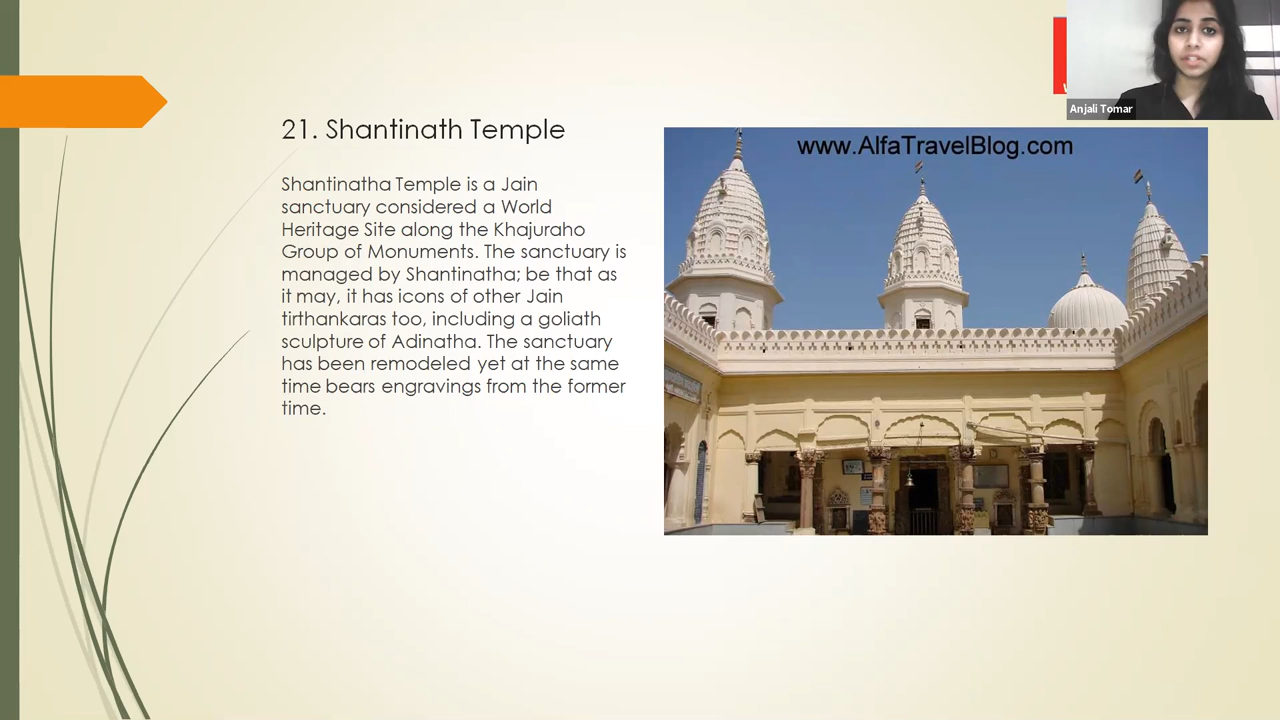 Anjali Tomar
21. Shantinath Temple
Shantinatha Temple is a Jain
sanctuary considered a World
Heritage Site along the Khajuraho
Group of Monuments. The sanctuary is
managed by Shantinatha; be that as
it may, it has icons of other Jain
tirthankaras too, including a goliath
sculpture of Adinatha. The sanctuary
has been remodeled yet at the same
time bears engravings from the former
time.
www.AlfaTravelBlog.com